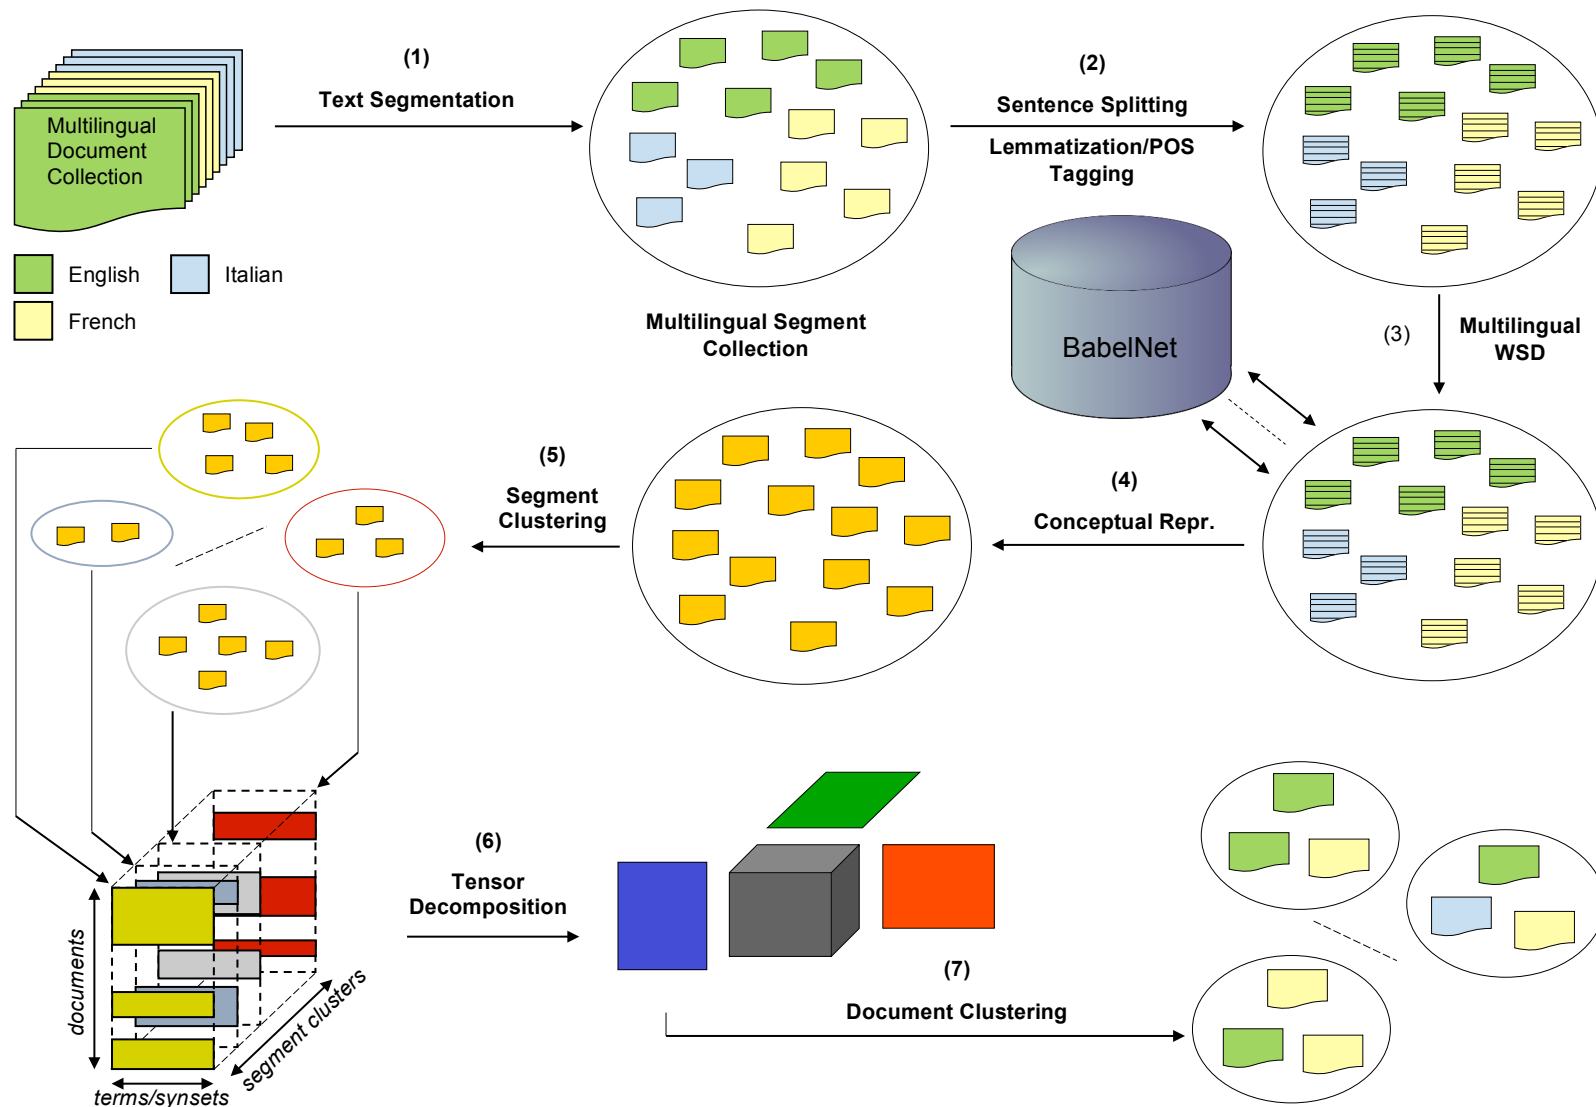 (1)
Text Segmentation
(2)
Sentence Splitting
Lemmatization/POS
Tagging
Multilingual
Document
Collection
English
Italian
French
Multilingual Segment
Collection
BabelNet
(3)
Multilingual
WSD
(4)
Conceptual Repr.
(5)
Segment
Clustering
(6)
Tensor
Decomposition
(7)
Document Clustering
documents
segment clusters
terms/synsets